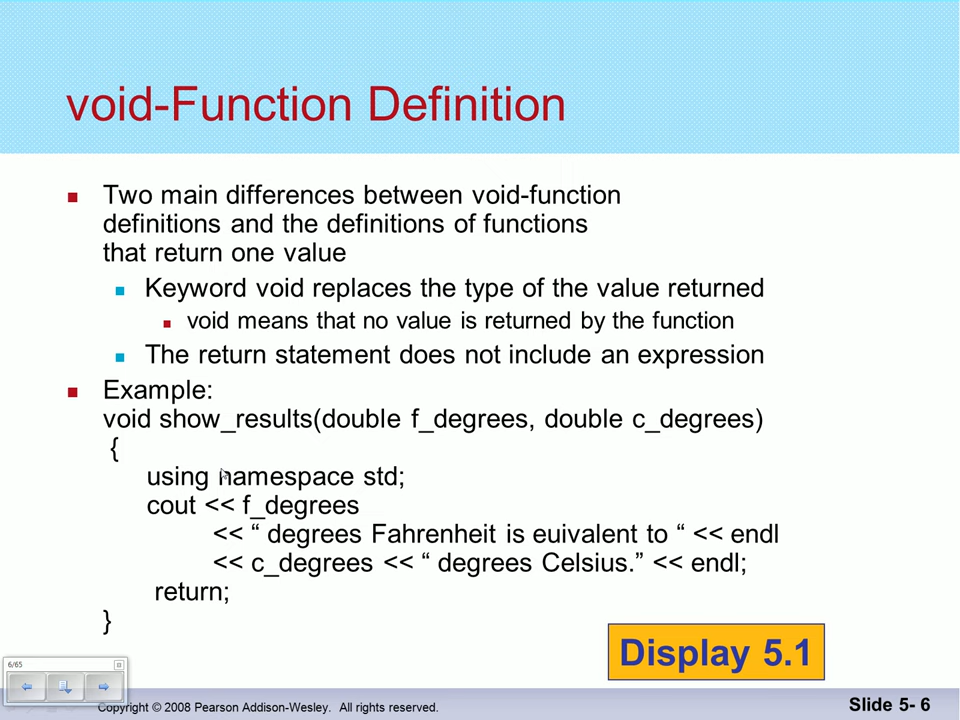 void-Function Definition
Two main differences between void-function
definitions and the definitions of functions
that return one value
Keyword void replaces the type of the value returned
void means that no value is returned by the function
The return statement does not include an expression
Example:
void show_results(double f_degrees, double c_degrees)
{
using namespace std;
cout << f_degrees
<< “ degrees Fahrenheit is euivalent to “ << endl
<< c_degrees << “ degrees Celsius.” << endl;
return;
}
Display 5.1
6/65
Copyright © 2008 Pearson Addison-Wesley. All rights reserved.
Slide 5- 6